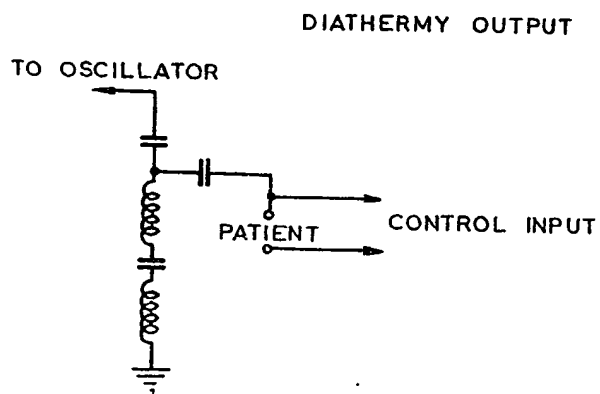 DIATHERMY OUTPUT
TO OSCILLATOR
PATIENT
CONTROL INPUT